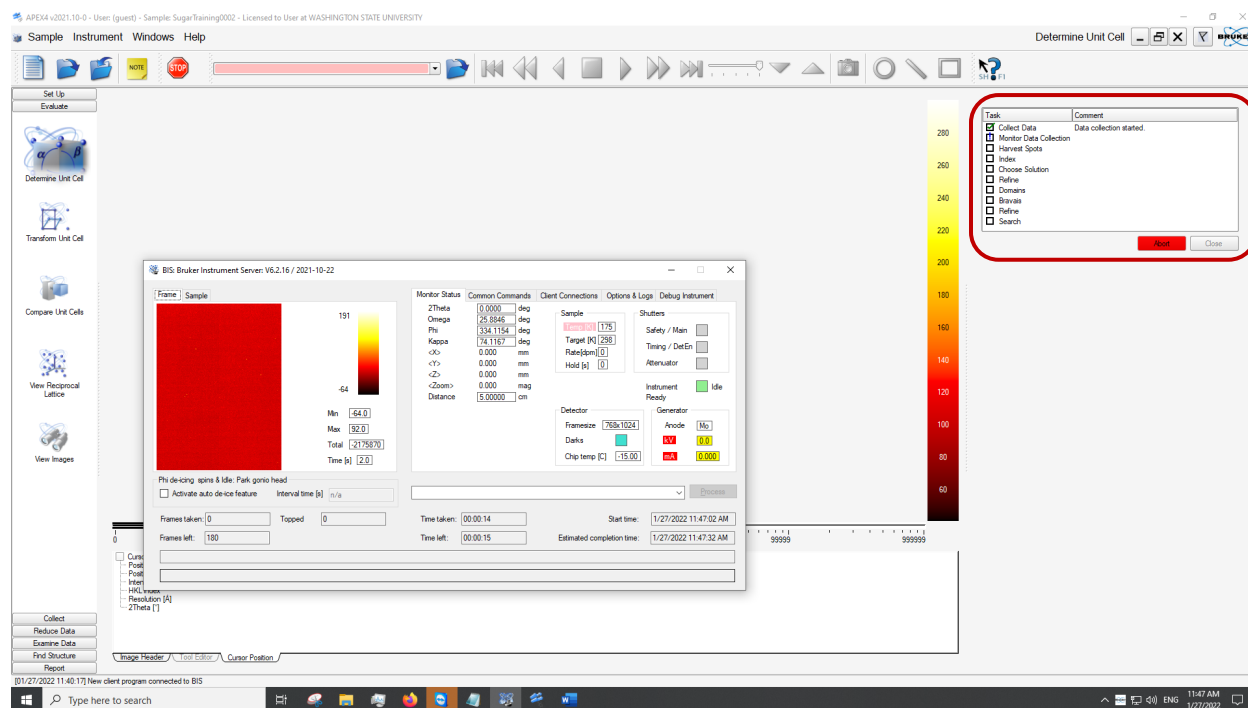 APEX4 v2021.10-0 - User: (guest) - Sample: SugarTraining0002 - Licensed to User at WASHINGTON STATE UNIVERSITY
Sample Instrument Windows Help
Determine Unit Cell
BRUKER
NOTE
STOP
SHIFT
Set Up
Evaluate
Determine Unit Cell
Transform Unit Cell
Compare Unit Cells
View Reciprocal
Lattice
View Images
Collect
Reduce Data
Examine Data
Find Structure
Report
280
260
240
220
200
180
160
140
120
100
80
60
Task Comment
Collect Data Data collection started.
Monitor Data Collection
Harvest Spots
Index
Choose Solution
Refine
Domains
Bravais
Refine
Search
Abort Close
BIS: Bruker Instrument Server: V6.2.16 / 2021-10-22
Frame Sample
191
-64
Min -64.0
Max 92.0
Total -2175870
Time [s] 2.0
Monitor Status Common Commands Client Connections Options & Logs Debug Instrument
2Theta 0.0000 deg
Omega 25.8846 deg
Phi 334.1154 deg
Kappa 74.1167 deg
<X> 0.000 mm
<Y> 0.000 mm
<Z> 0.000 mm
<Zoom> 0.000 mag
Distance 5.00000 cm
Sample
Temp [K] 175
Target [K] 298
Rate[dpm] 0
Hold [s] 0
Shutters
Safety / Main
Timing / DetEn
Attenuator
Instrument Idle
Ready
Detector
Framesize 768x1024
Darks
Chip temp [C] -15.00
Generator
Anode Mo
kV 0.0
mA 0.000
Phi de-icing spins & Idle: Park gonio head
Activate auto de-ice feature Interval time [s] n/a
Process
Frames taken: 0 Topped 0 Time taken: 00:00:14 Start time: 1/27/2022 11:47:02 AM
Frames left: 180 Time left: 00:00:15 Estimated completion time: 1/27/2022 11:47:32 AM
0 99999 999999
HKL Index
Resolution [Å]
2Theta [°]
Image Header Tool Editor Cursor Position
[01/27/2022 11:40:17] New client program connected to BIS
Type here to search
ENG
11:47 AM
1/27/2022